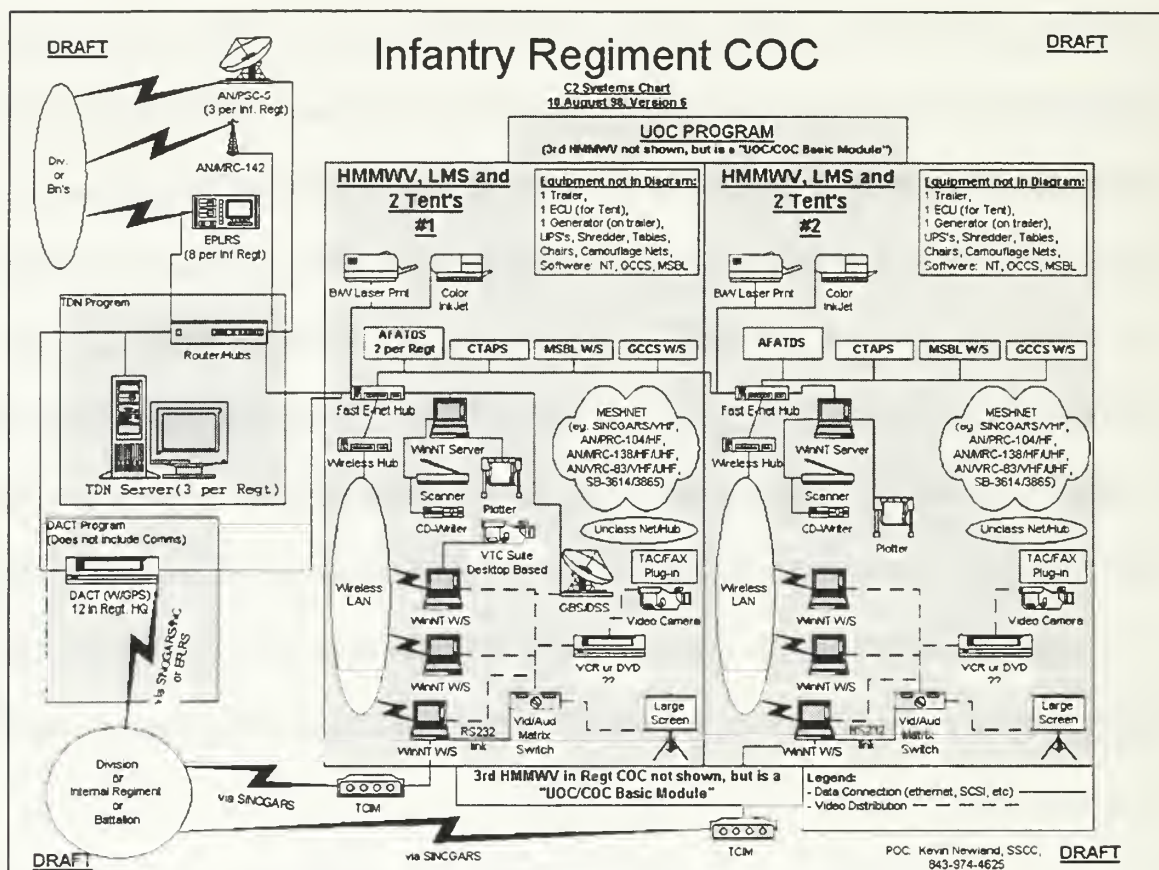 DRAFT
Infantry Regiment COC
DRAFT
C2 Systems Chart
10 August 98, Version 6
UOC PROGRAM
(3rd HMMWV not shown, but is a "UOC/COC Basic Module")
AN/PSC-5
(3 per Inf. Regt)
AN/MRC-142
Div.
or
Bn's
EPLRS
(8 per Inf Regt)
TDN Program
Router/Hubs
TDN Server(3 per Regt)
DACT Program
(Does not include Comms)
DACT (W/GPS)
12 in Regt. HQ
via SINCGARS INC
or EPLRS
Division
or
Internal Regiment
or
Battalion
via SINCGARS
TCIM
via SINCGARS
TCIM
HMMWV, LMS and
2 Tent's
#1
Equipment not in Diagram:
1 Trailer,
1 ECU (for Tent),
1 Generator (on trailer),
UPS's, Shredder, Tables,
Chairs, Camouflage Nets,
Software: NT, GCCS, MSBL
B/W Laser Prnt
Color
InkJet
AFATDS
2 per Regt
CTAPS
MSBL W/S
GCCS W/S
Fast E-net Hub
WinNT Server
Wireless Hub
Scanner
CD-Writer
Plotter
MESHNET
(eg. SINCGARS/VHF,
AN/PRC-104/HF,
AN/MRC-138/HF/UHF,
AN/VRC-83/VHF/UHF,
SB-3614/3865)
Unclass Net/Hub
VTC Suite
Desktop Based
TAC/FAX
Plug-in
Wireless
LAN
GBS/DSS
Video Camera
WinNT W/S
VCR or DVD
??
WinNT W/S
RS232
link
Vid/Aud
Matrix
Switch
Large
Screen
WinNT W/S
HMMWV, LMS and
2 Tent's
#2
Equipment not in Diagram:
1 Trailer,
1 ECU (for Tent),
1 Generator (on trailer),
UPS's, Shredder, Tables,
Chairs, Camouflage Nets,
Software: NT, GCCS, MSBL
B/W Laser Prnt
Color
InkJet
AFATDS
CTAPS
MSBL W/S
GCCS W/S
Fast E-net Hub
WinNT Server
Wireless Hub
Scanner
CD-Writer
Plotter
MESHNET
(eg. SINCGARS/VHF,
AN/PRC-104/HF,
AN/MRC-138/HF/UHF,
AN/VRC-83/VHF/UHF,
SB-3614/3865)
Unclass Net/Hub
TAC/FAX
Plug-in
Wireless
LAN
Video Camera
WinNT W/S
VCR or DVD
??
WinNT W/S
RS232
link
Vid/Aud
Matrix
Switch
Large
Screen
WinNT W/S
3rd HMMWV in Regt COC not shown, but is a
"UOC/COC Basic Module"
Legend:
- Data Connection (ethernet, SCSI, etc)
- Video Distribution
DRAFT
POC: Kevin Newland, SSCC,
843-974-4625
DRAFT